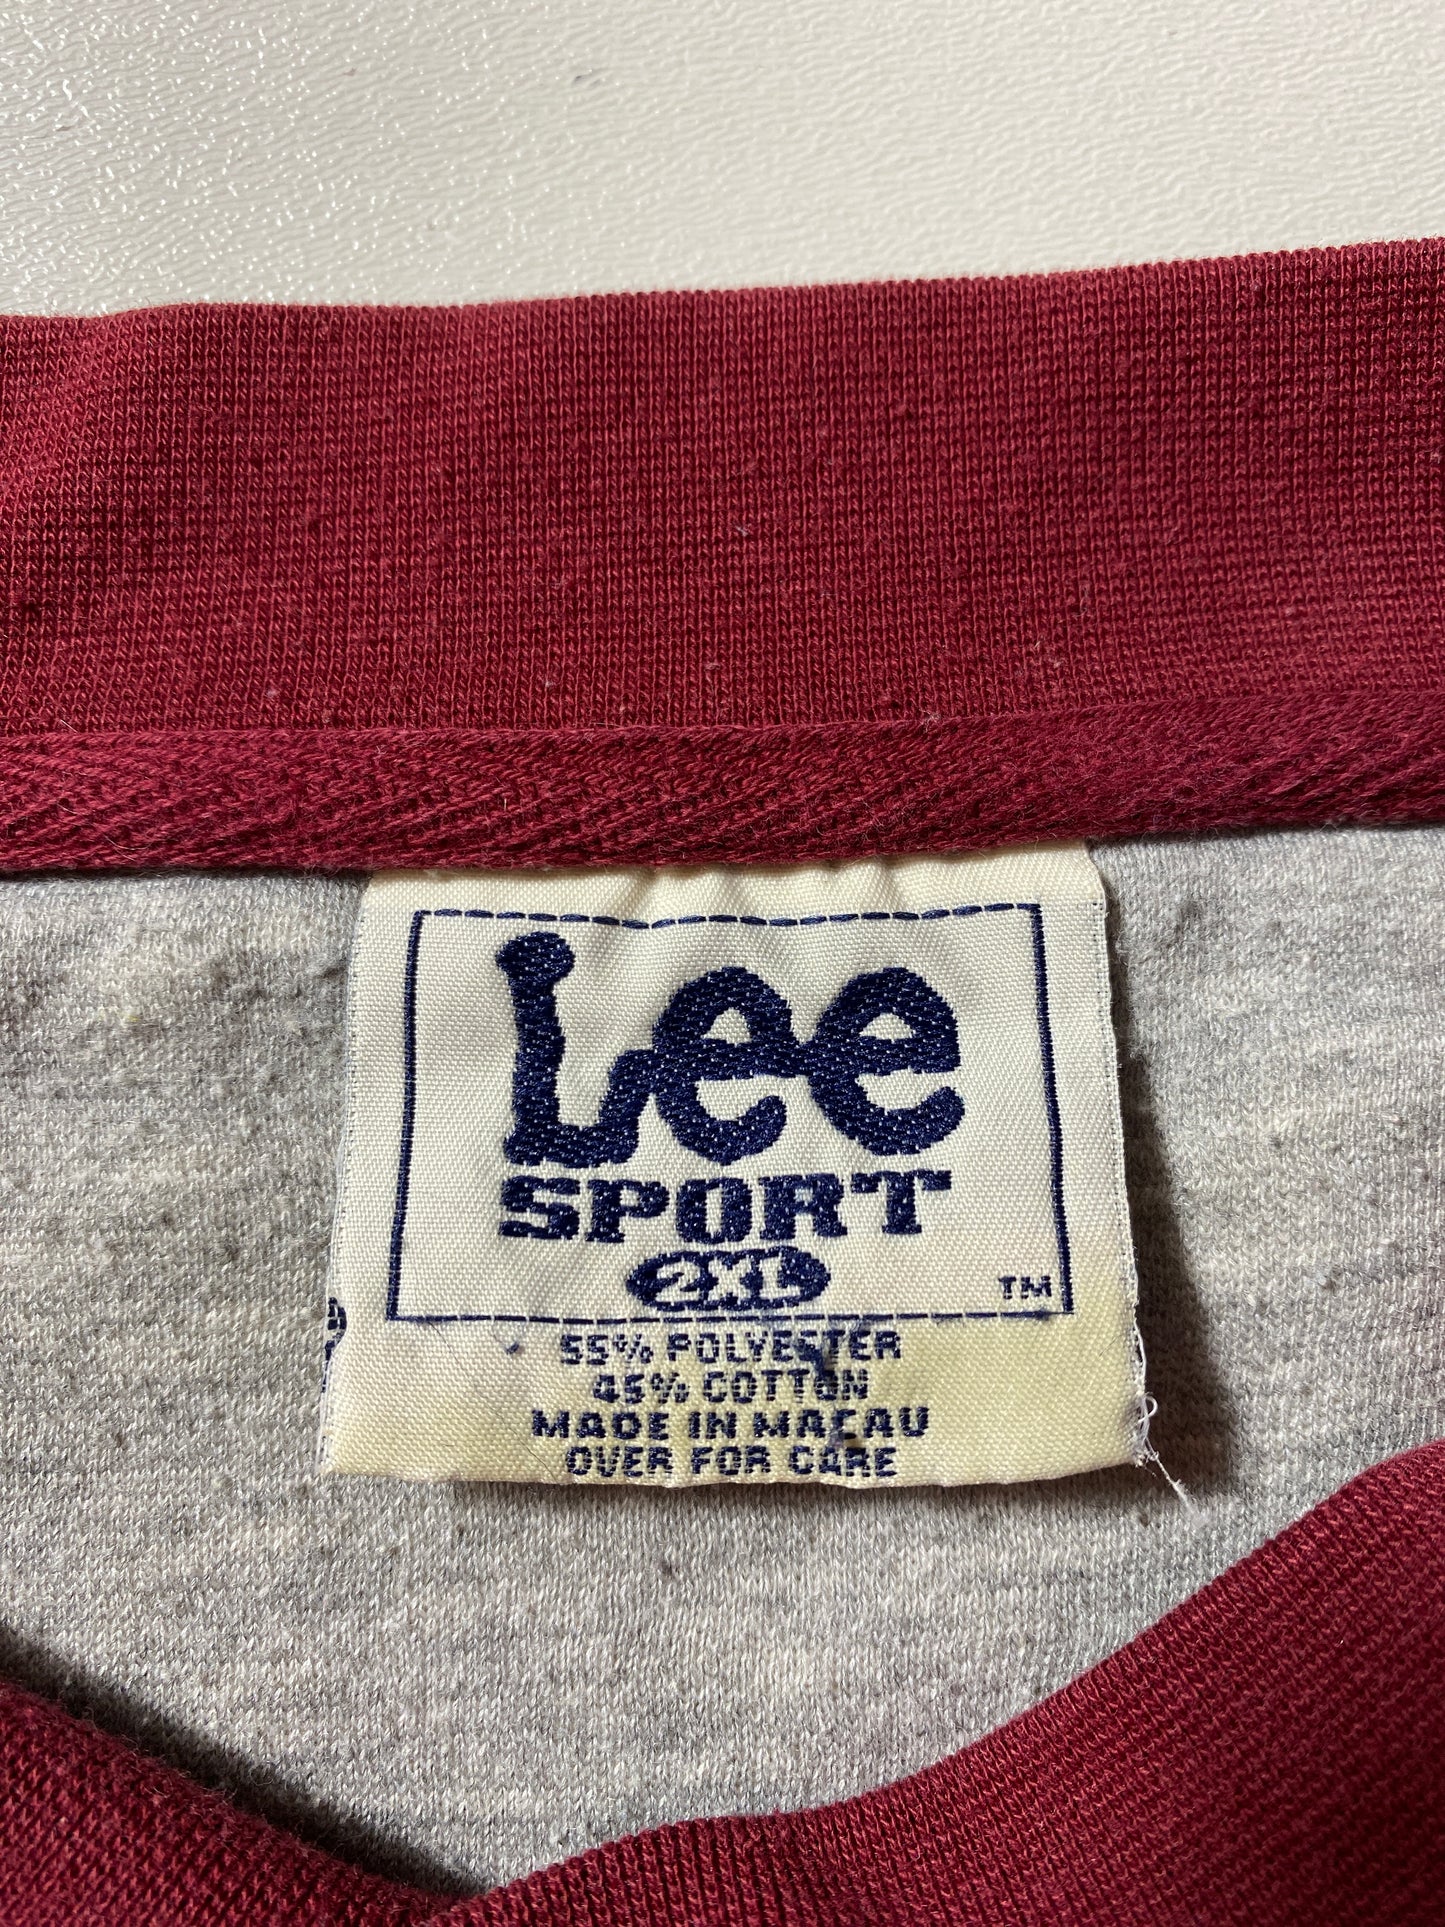 Lee
SPORT
2XL
TM
55% POLYESTER
45% COTTON
MADE IN MACAU
OVER FOR CARE